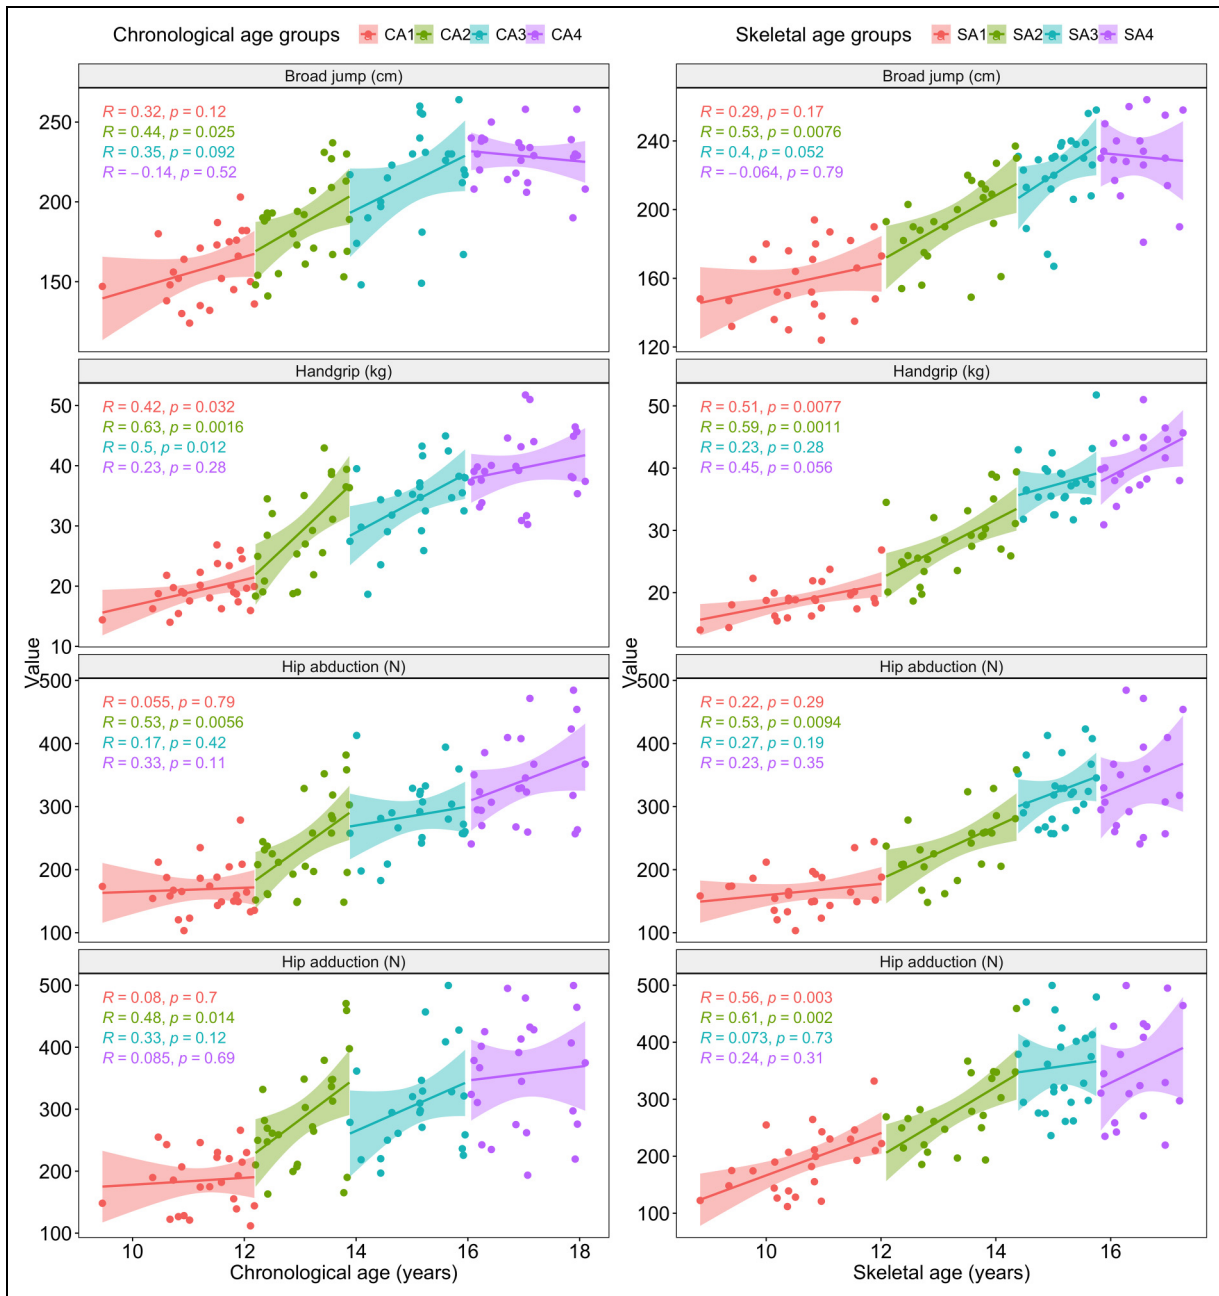 Chronological age groups CA1 CA2 CA3 CA4
Broad jump (cm)
R = 0.32, p = 0.12
R = 0.44, p = 0.025
R = 0.35, p = 0.092
R = −0.14, p = 0.52
250
200
150
Handgrip (kg)
R = 0.42, p = 0.032
R = 0.63, p = 0.0016
R = 0.5, p = 0.012
R = 0.23, p = 0.28
50
40
30
20
10
Value
Hip abduction (N)
R = 0.055, p = 0.79
R = 0.53, p = 0.0056
R = 0.17, p = 0.42
R = 0.33, p = 0.11
500
400
300
200
100
Hip adduction (N)
R = 0.08, p = 0.7
R = 0.48, p = 0.014
R = 0.33, p = 0.12
R = 0.085, p = 0.69
500
400
300
200
100
10 12 14 16 18
Chronological age (years)
Skeletal age groups SA1 SA2 SA3 SA4
Broad jump (cm)
R = 0.29, p = 0.17
R = 0.53, p = 0.0076
R = 0.4, p = 0.052
R = −0.064, p = 0.79
240
200
160
120
Handgrip (kg)
R = 0.51, p = 0.0077
R = 0.59, p = 0.0011
R = 0.23, p = 0.28
R = 0.45, p = 0.056
50
40
30
20
Value
Hip abduction (N)
R = 0.22, p = 0.29
R = 0.53, p = 0.0094
R = 0.27, p = 0.19
R = 0.23, p = 0.35
500
400
300
200
100
Hip adduction (N)
R = 0.56, p = 0.003
R = 0.61, p = 0.002
R = 0.073, p = 0.73
R = 0.24, p = 0.31
500
400
300
200
100
10 12 14 16
Skeletal age (years)